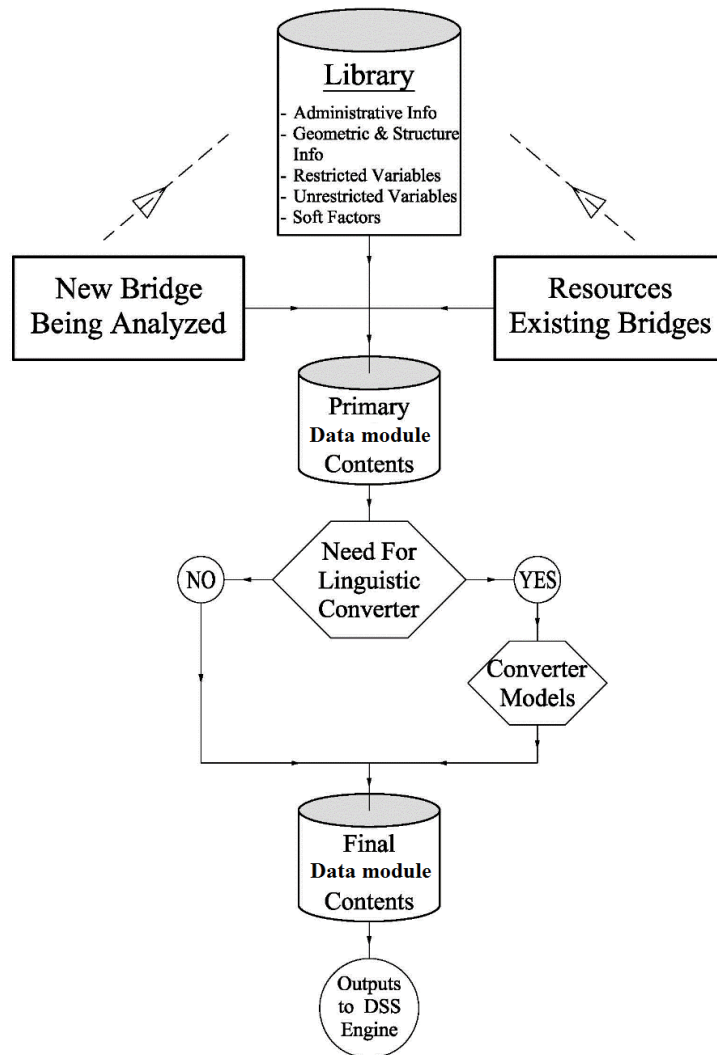 Library
- Administrative Info
- Geometric & Structure
Info
- Restricted Variables
- Unrestricted Variables
- Soft Factors
New Bridge
Being Analyzed
Resources
Existing Bridges
Primary
Data module
Contents
Need For
Linguistic
Converter
NO
YES
Converter
Models
Final
Data module
Contents
Outputs
to DSS
Engine